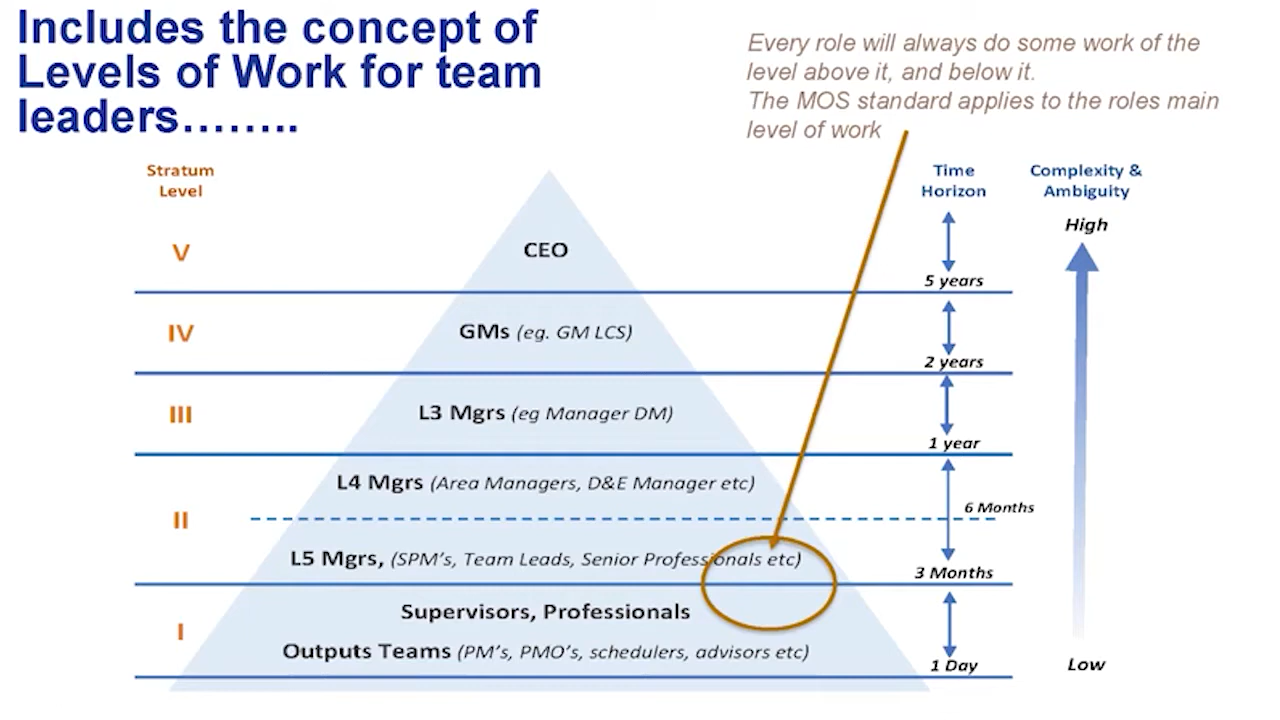 Includes the concept of
Levels of Work for team
leaders……..
Every role will always do some work of the
level above it, and below it.
The MOS standard applies to the roles main
level of work
Stratum
Level
Time
Horizon
Complexity &
Ambiguity
High
V
CEO
5 years
IV
GMs (eg. GM LCS)
2 years
III
L3 Mgrs (eg Manager DM)
1 year
L4 Mgrs (Area Managers, D&E Manager etc)
6 Months
II
L5 Mgrs, (SPM's, Team Leads, Senior Professionals etc)
3 Months
Supervisors, Professionals
I
Outputs Teams (PM's, PMO's, schedulers, advisors etc)
1 Day
Low